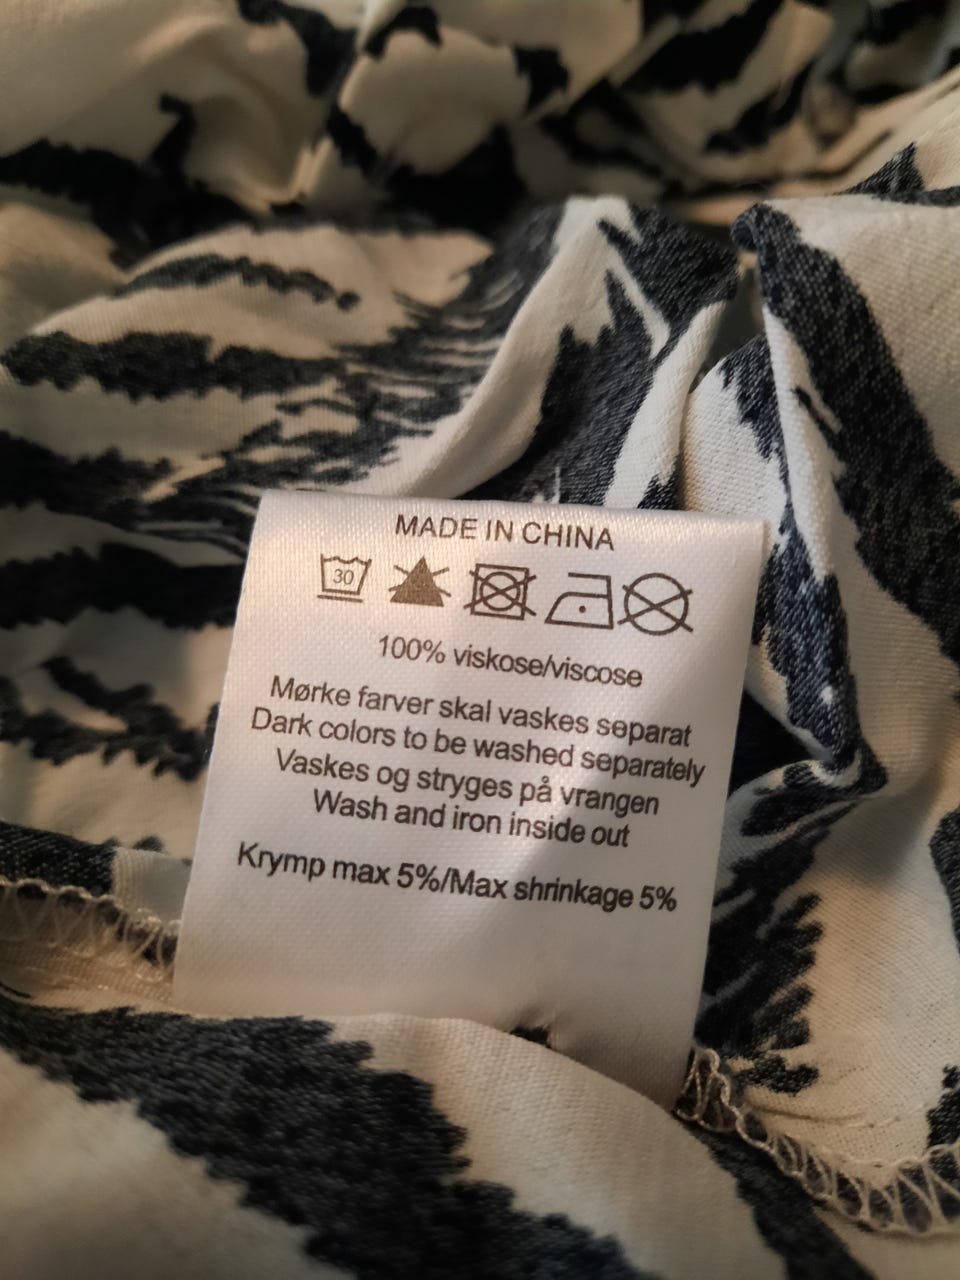 MADE IN CHINA
30
100% viskose/viscose
Mørke farver skal vaskes separat
Dark colors to be washed separately
Vaskes og stryges på vrangen
Wash and iron inside out
Krymp max 5%/Max shrinkage 5%